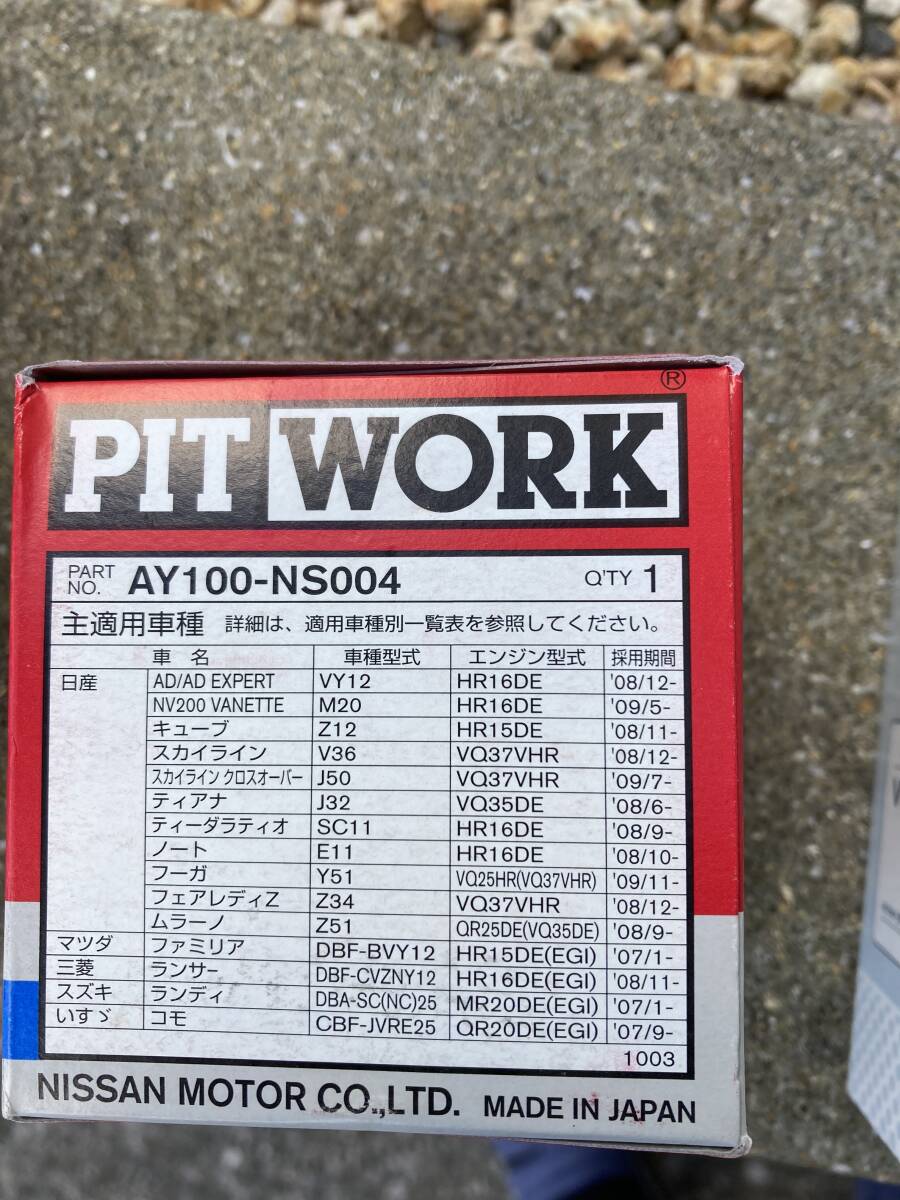 ®
PIT WORK
PART NO. AY100-NS004 Q'TY 1
主適用車種 詳細は、適用車種別一覧表を参照してください。
車名 車種型式 エンジン型式 採用期間
日産 AD/AD EXPERT VY12 HR16DE '08/12-
NV200 VANETTE M20 HR16DE '09/5-
キューブ Z12 HR15DE '08/11-
スカイライン V36 VQ37VHR '08/12-
スカイライン クロスオーバー J50 VQ37VHR '09/7-
ティアナ J32 VQ35DE '08/6-
ティーダラティオ SC11 HR16DE '08/9-
ノート E11 HR16DE '08/10-
フーガ Y51 VQ25HR(VQ37VHR) '09/11-
フェアレディZ Z34 VQ37VHR '08/12-
ムラーノ Z51 QR25DE(VQ35DE) '08/9-
マツダ ファミリア DBF-BVY12 HR15DE(EGI) '07/1-
三菱 ランサー DBF-CVZNY12 HR16DE(EGI) '08/11-
スズキ ランディ DBA-SC(NC)25 MR20DE(EGI) '07/1-
いすゞ コモ CBF-JVRE25 QR20DE(EGI) '07/9-
1003
NISSAN MOTOR CO.,LTD. MADE IN JAPAN